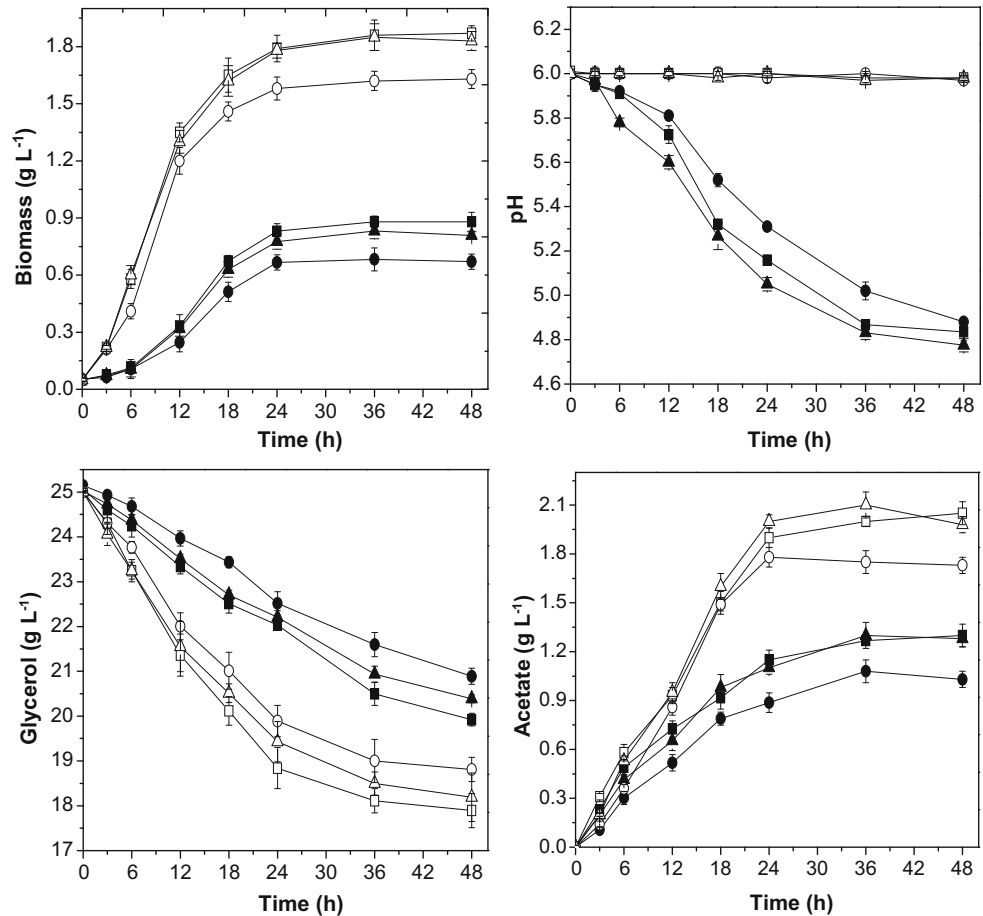 Biomass (g L-1)
1.8
1.5
1.2
0.9
0.6
0.3
0.0
0 6 12 18 24 30 36 42 48
Time (h)
pH
6.2
6.0
5.8
5.6
5.4
5.2
5.0
4.8
4.6
0 6 12 18 24 30 36 42 48
Time (h)
Glycerol (g L-1)
25
24
23
22
21
20
19
18
17
0 6 12 18 24 30 36 42 48
Time (h)
Acetate (g L-1)
2.1
1.8
1.5
1.2
0.9
0.6
0.3
0.0
0 6 12 18 24 30 36 42 48
Time (h)